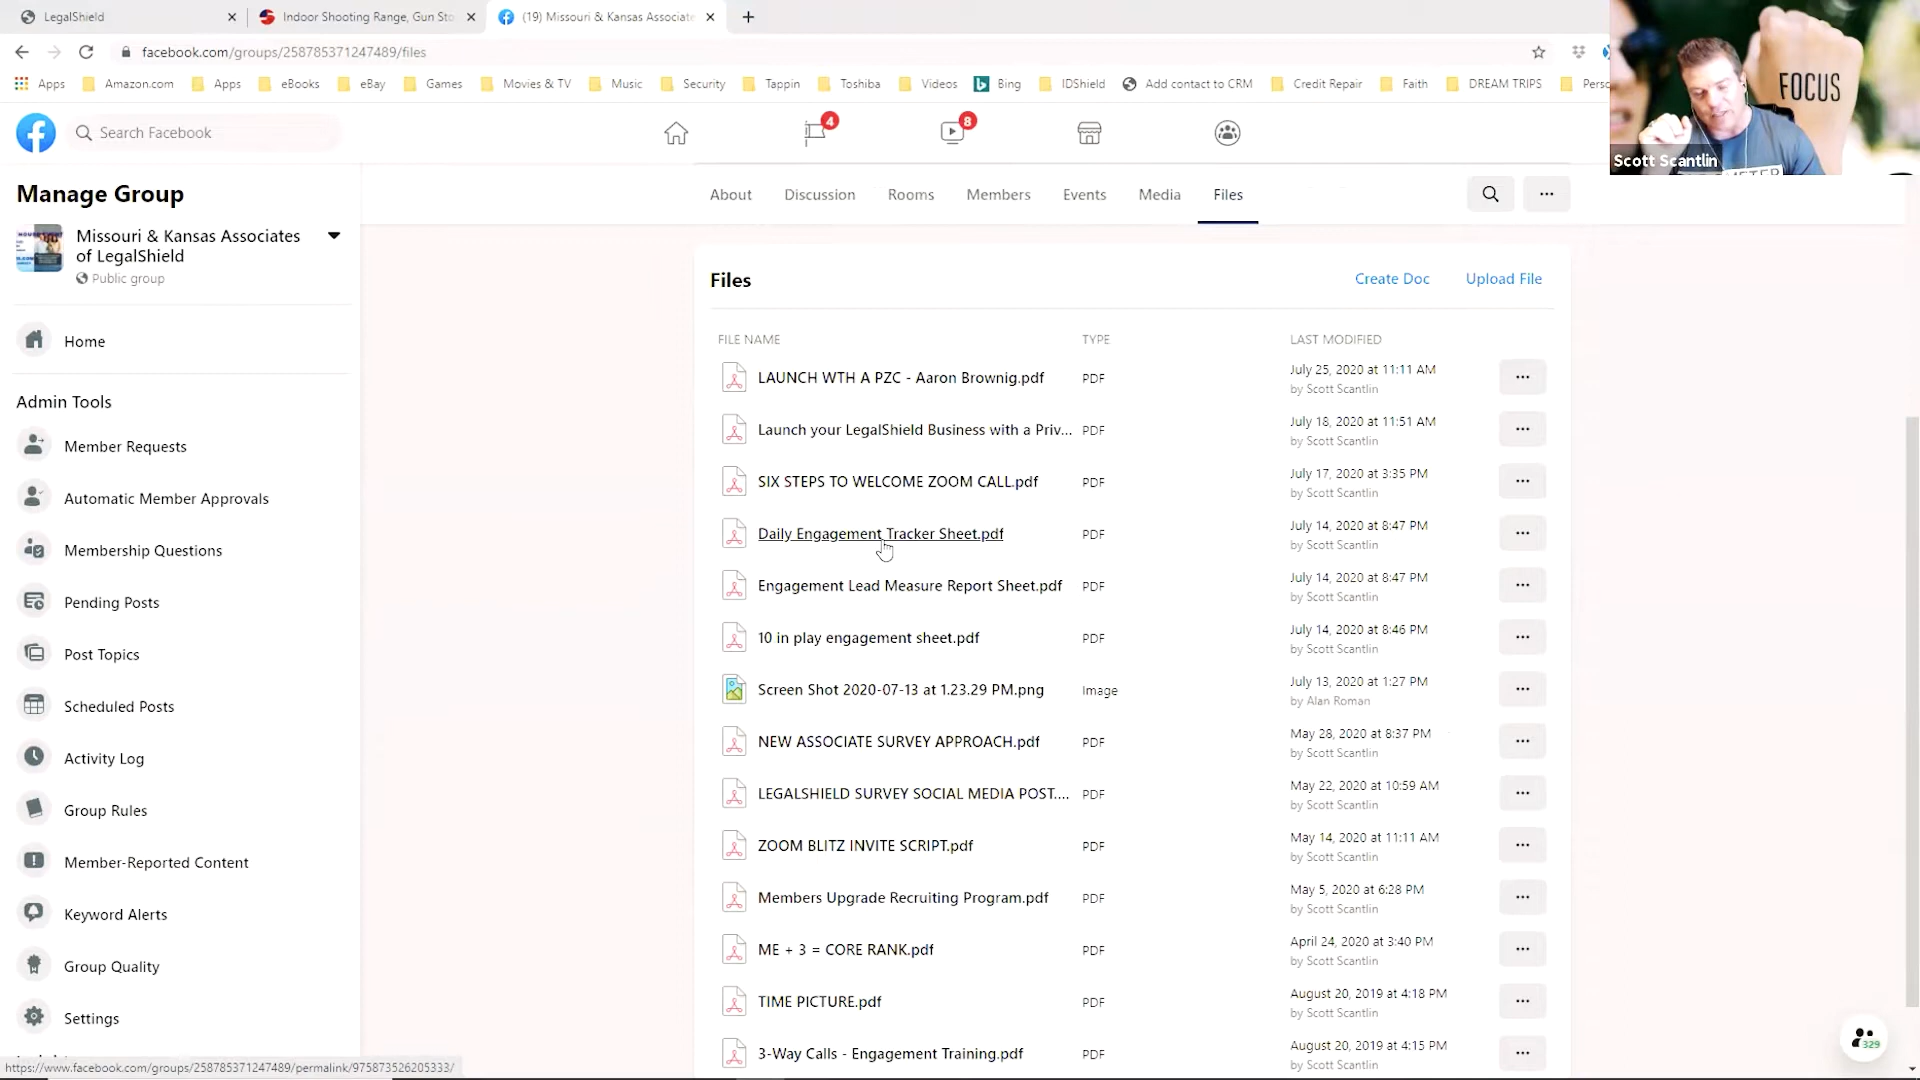 LegalShield
Indoor Shooting Range, Gun Sto
(19) Missouri & Kansas Associate
facebook.com/groups/258785371247489/files
Apps
Amazon.com
Apps
eBooks
eBay
Games
Movies & TV
Music
Security
Tappin
Toshiba
Videos
Bing
IDShield
Add contact to CRM
Credit Repair
Faith
DREAM TRIPS
Perso
FOCUS
Scott Scantlin
Search Facebook
4
8
Manage Group
Missouri & Kansas Associates
of LegalShield
Public group
Home
Admin Tools
Member Requests
Automatic Member Approvals
Membership Questions
Pending Posts
Post Topics
Scheduled Posts
Activity Log
Group Rules
Member-Reported Content
Keyword Alerts
Group Quality
Settings
About
Discussion
Rooms
Members
Events
Media
Files
Files
Create Doc
Upload File
FILE NAME
TYPE
LAST MODIFIED
LAUNCH WTH A PZC - Aaron Brownig.pdf
PDF
July 25, 2020 at 11:11 AM
by Scott Scantlin
Launch your LegalShield Business with a Priv...
PDF
July 18, 2020 at 11:51 AM
by Scott Scantlin
SIX STEPS TO WELCOME ZOOM CALL.pdf
PDF
July 17, 2020 at 3:35 PM
by Scott Scantlin
Daily Engagement Tracker Sheet.pdf
PDF
July 14, 2020 at 8:47 PM
by Scott Scantlin
Engagement Lead Measure Report Sheet.pdf
PDF
July 14, 2020 at 8:47 PM
by Scott Scantlin
10 in play engagement sheet.pdf
PDF
July 14, 2020 at 8:46 PM
by Scott Scantlin
Screen Shot 2020-07-13 at 1.23.29 PM.png
Image
July 13, 2020 at 1:27 PM
by Alan Roman
NEW ASSOCIATE SURVEY APPROACH.pdf
PDF
May 28, 2020 at 8:37 PM
by Scott Scantlin
LEGALSHIELD SURVEY SOCIAL MEDIA POST....
PDF
May 22, 2020 at 10:59 AM
by Scott Scantlin
ZOOM BLITZ INVITE SCRIPT.pdf
PDF
May 14, 2020 at 11:11 AM
by Scott Scantlin
Members Upgrade Recruiting Program.pdf
PDF
May 5, 2020 at 6:28 PM
by Scott Scantlin
ME + 3 = CORE RANK.pdf
PDF
April 24, 2020 at 3:40 PM
by Scott Scantlin
TIME PICTURE.pdf
PDF
August 20, 2019 at 4:18 PM
by Scott Scantlin
3-Way Calls - Engagement Training.pdf
PDF
August 20, 2019 at 4:15 PM
by Scott Scantlin
329
https://www.facebook.com/groups/258785371247489/permalink/975873526205333/